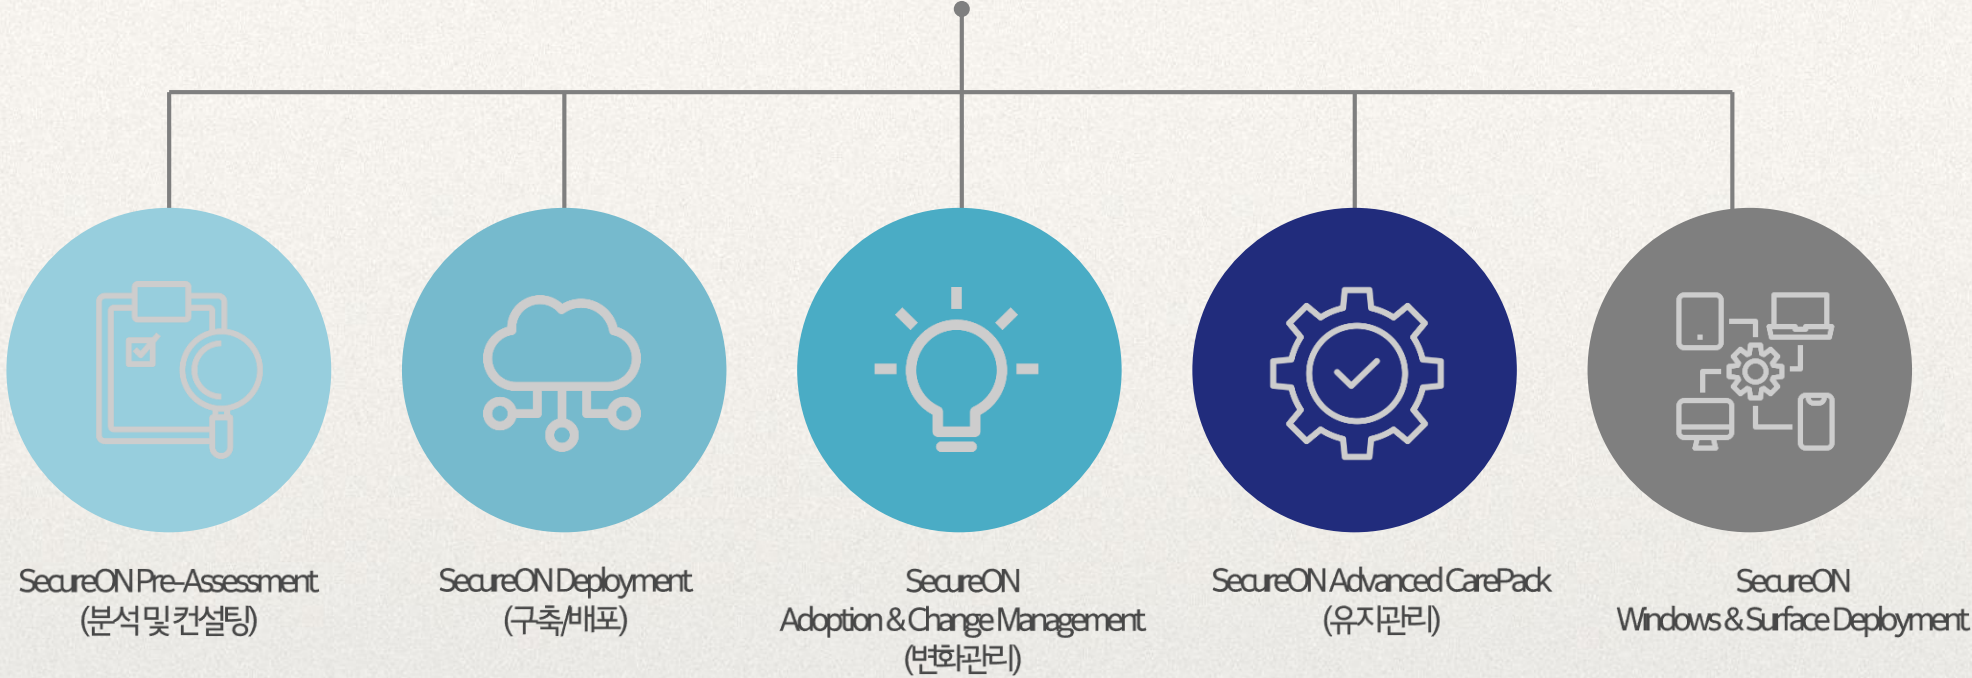 SecureON Pre-Assessment
(분석 및 컨설팅)
SecureON Deployment
(구축/배포)
SecureON
Adoption & Change Management
(변화관리)
SecureON Advanced CarePack
(유지관리)
SecureON
Windows & Surface Deployment